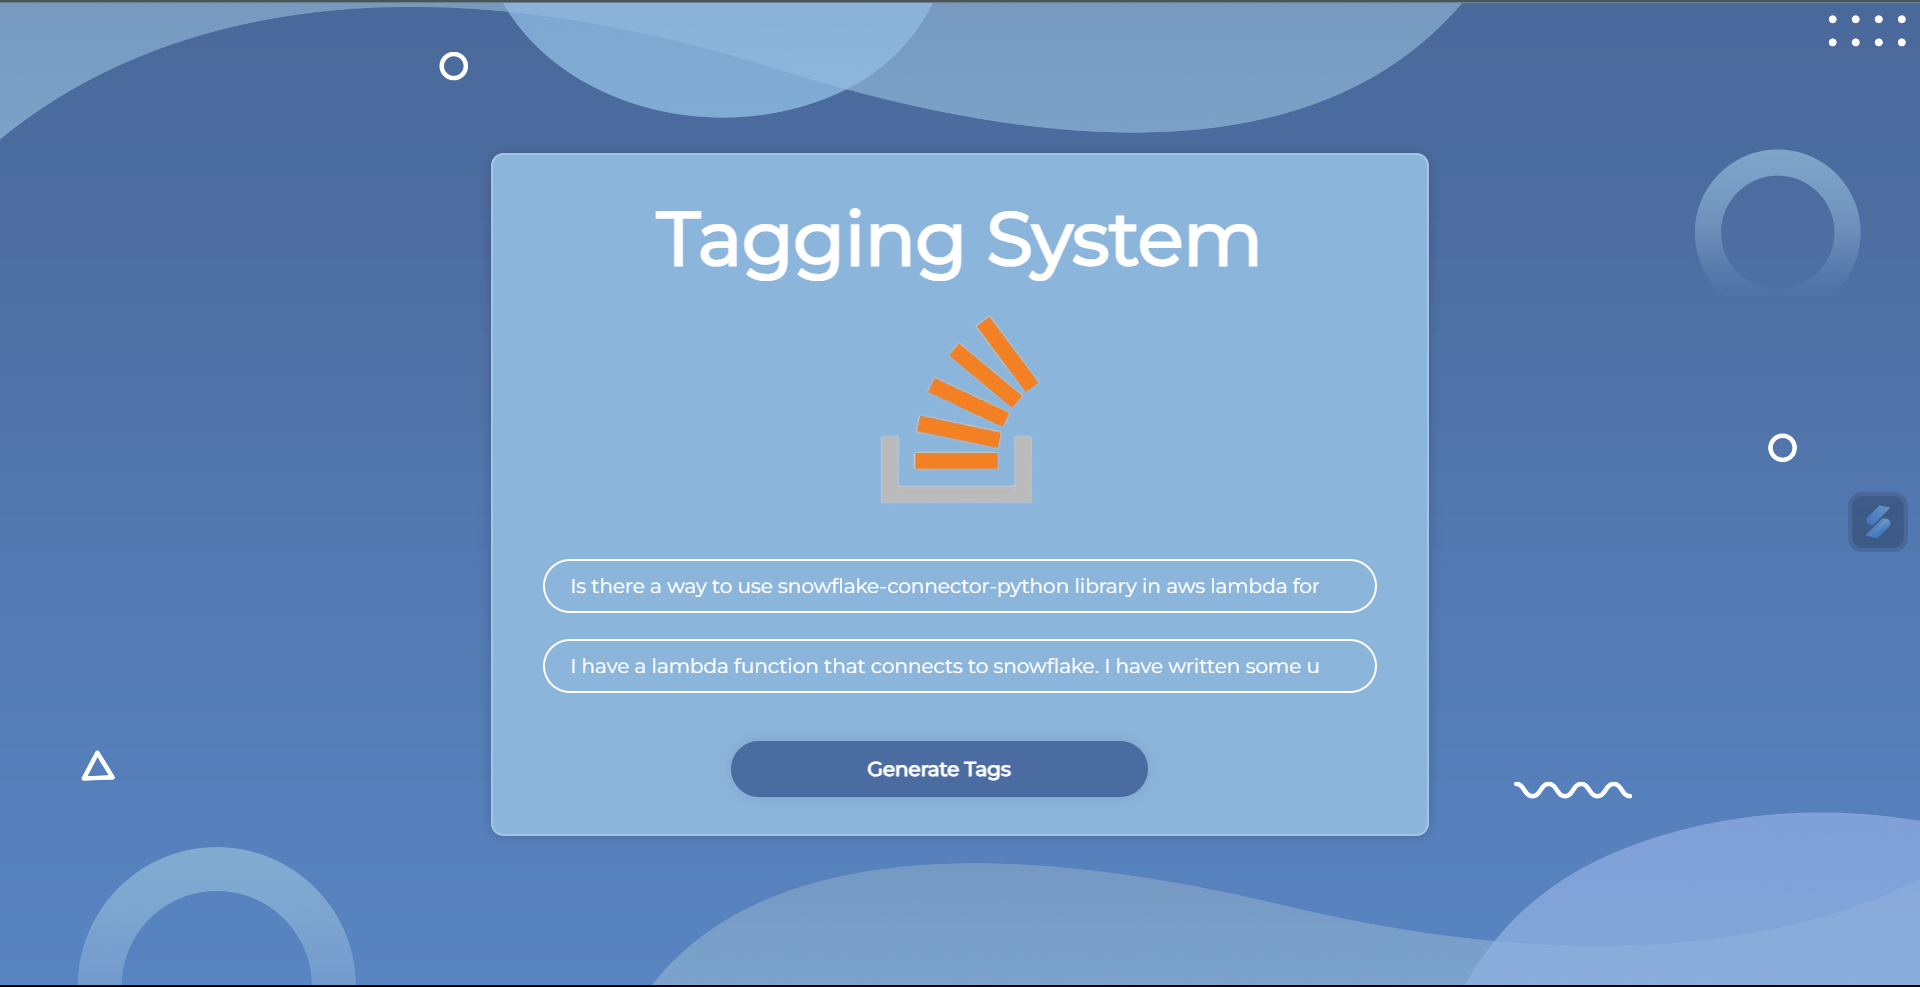 Tagging System
Is there a way to use snowflake-connector-python library in aws lambda for
I have a lambda function that connects to snowflake. I have written some u
Generate Tags